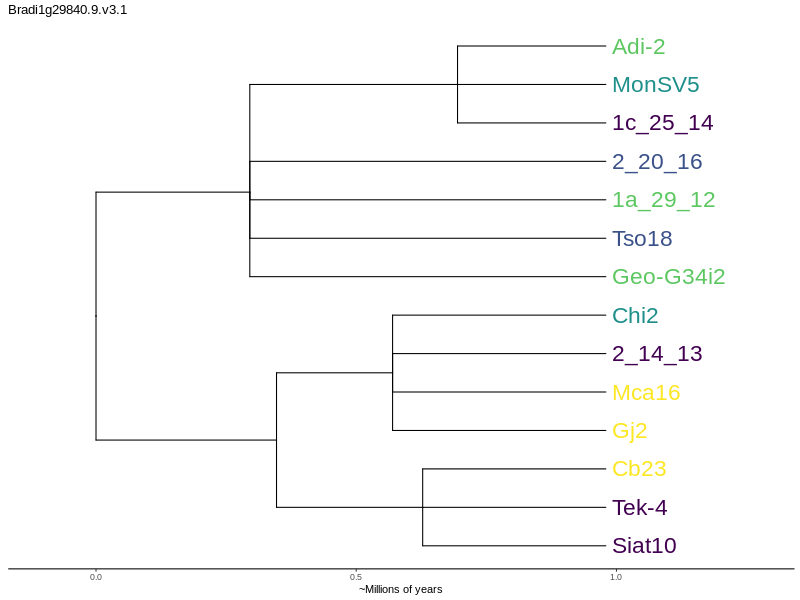 Bradi1g29840.9.v3.1
Adi-2
MonSV5
1c_25_14
2_20_16
1a_29_12
Tso18
Geo-G34i2
Chi2
2_14_13
Mca16
Gj2
Cb23
Tek-4
Siat10
0.0 0.5 1.0
~Millions of years